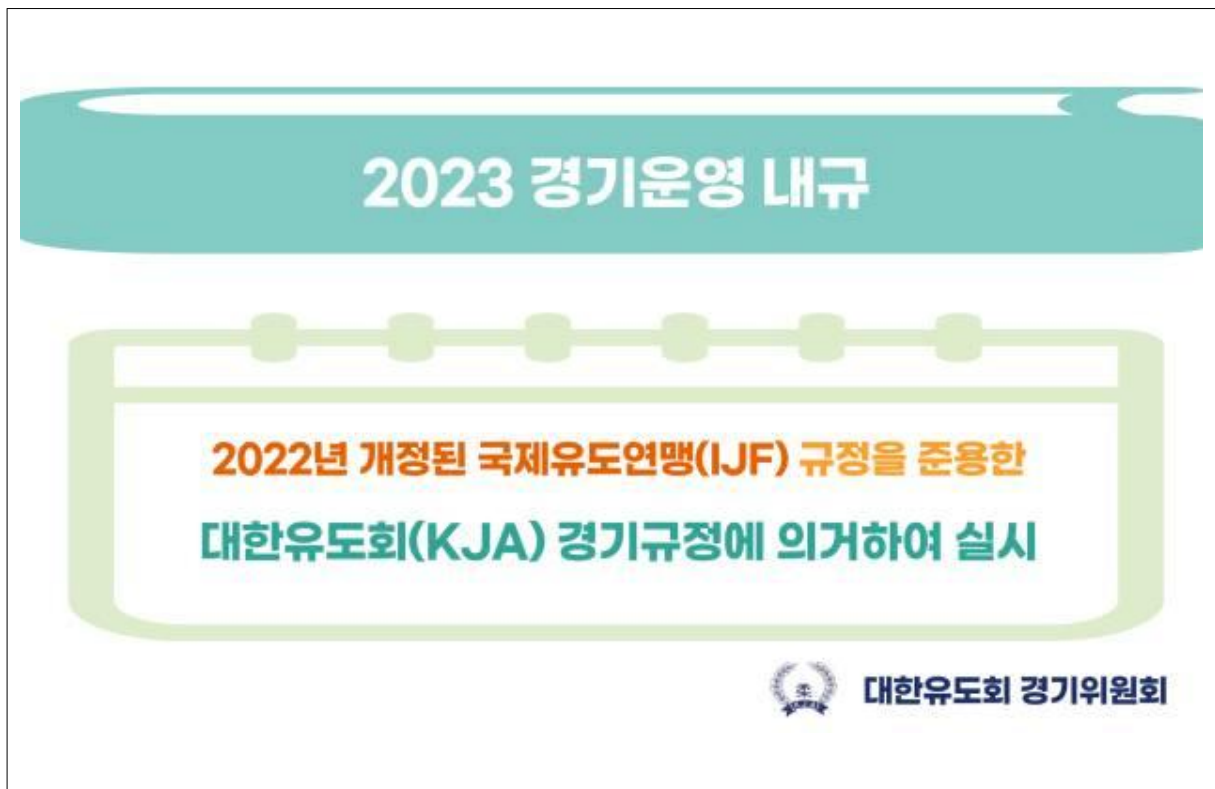 2023 경기운영 내규
2022년 개정된 국제유도연맹(IJF) 규정을 준용한
대한유도회(KJA) 경기규정에 의거하여 실시
柔
대한유도회 경기위원회